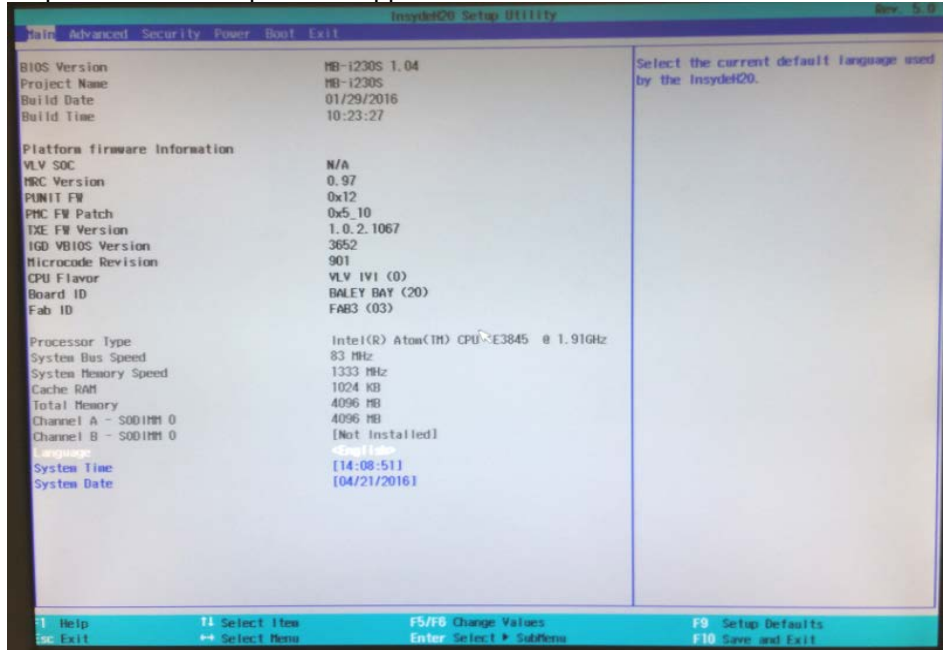 InsydeH20 Setup Utility Rev. 5.0
Main Advanced Security Power Boot Exit
BIOS Version MB-i230S 1.04
Project Name MB-i230S
Build Date 01/29/2016
Build Time 10:23:27
Platform firmware Information
VLV SOC N/A
MRC Version 0.97
PUNIT FW 0x12
PMC FW Patch 0x5_10
TXE FW Version 1.0.2.1067
IGD VBIOS Version 3652
Microcode Revision 901
CPU Flavor VLV IVI (0)
Board ID BALEY BAY (20)
Fab ID FAB3 (03)
Processor Type Intel(R) Atom(TM) CPU E3845 @ 1.91GHz
System Bus Speed 83 MHz
System Memory Speed 1333 MHz
Cache RAM 1024 KB
Total Memory 4096 MB
Channel A - SODIMM 0 4096 MB
Channel B - SODIMM 0 [Not Installed]
Language <English>
System Time [14:08:51]
System Date [04/21/2016]
Select the current default language used
by the InsydeH20.
F1 Help ↑↓ Select Item F5/F6 Change Values F9 Setup Defaults
Esc Exit ↔ Select Menu Enter Select ▶ SubMenu F10 Save and Exit